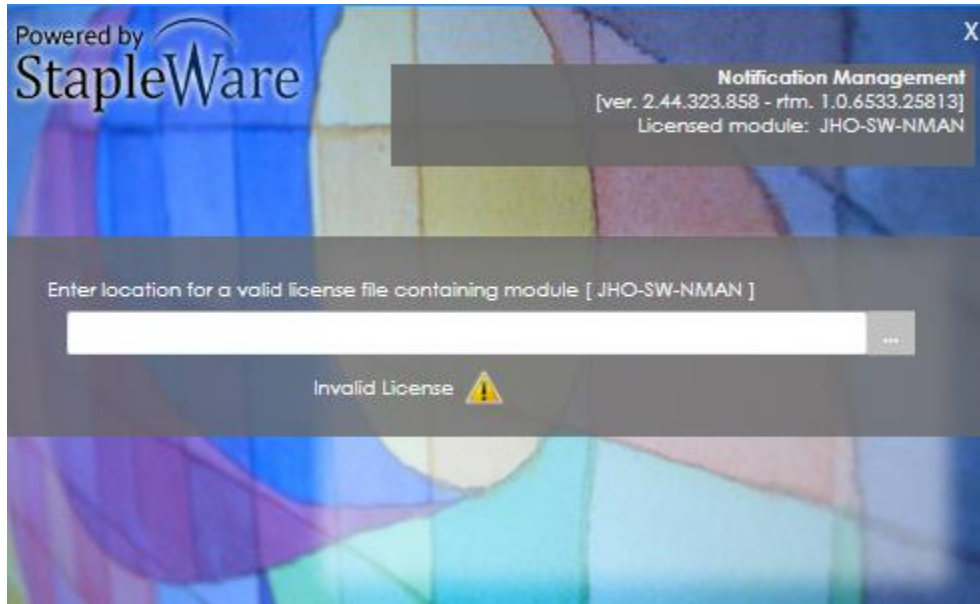 Powered by
StapleWare
X
Notification Management
[ver. 2.44.323.858 - rtm. 1.0.6533.25813]
Licensed module: JHO-SW-NMAN
Enter location for a valid license file containing module [ JHO-SW-NMAN ]
...
Invalid License